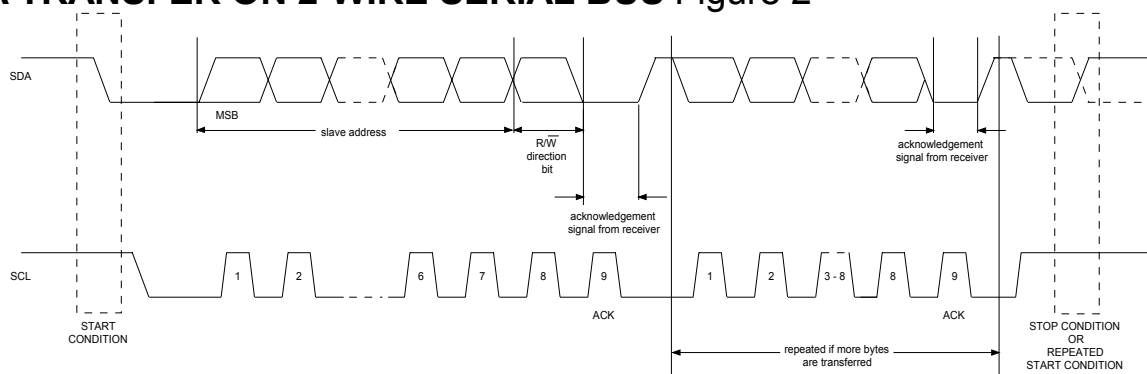 TRANSFER ON 2-WIRE SERIAL BUS Figure 2
SDA
MSB
slave address
R/W
direction
bit
acknowledgement
signal from receiver
acknowledgement
signal from receiver
SCL
1
2
6
7
8
9
1
2
3 - 8
8
9
ACK
ACK
START
CONDITION
STOP CONDITION
OR
REPEATED
START CONDITION
repeated if more bytes
are transferred